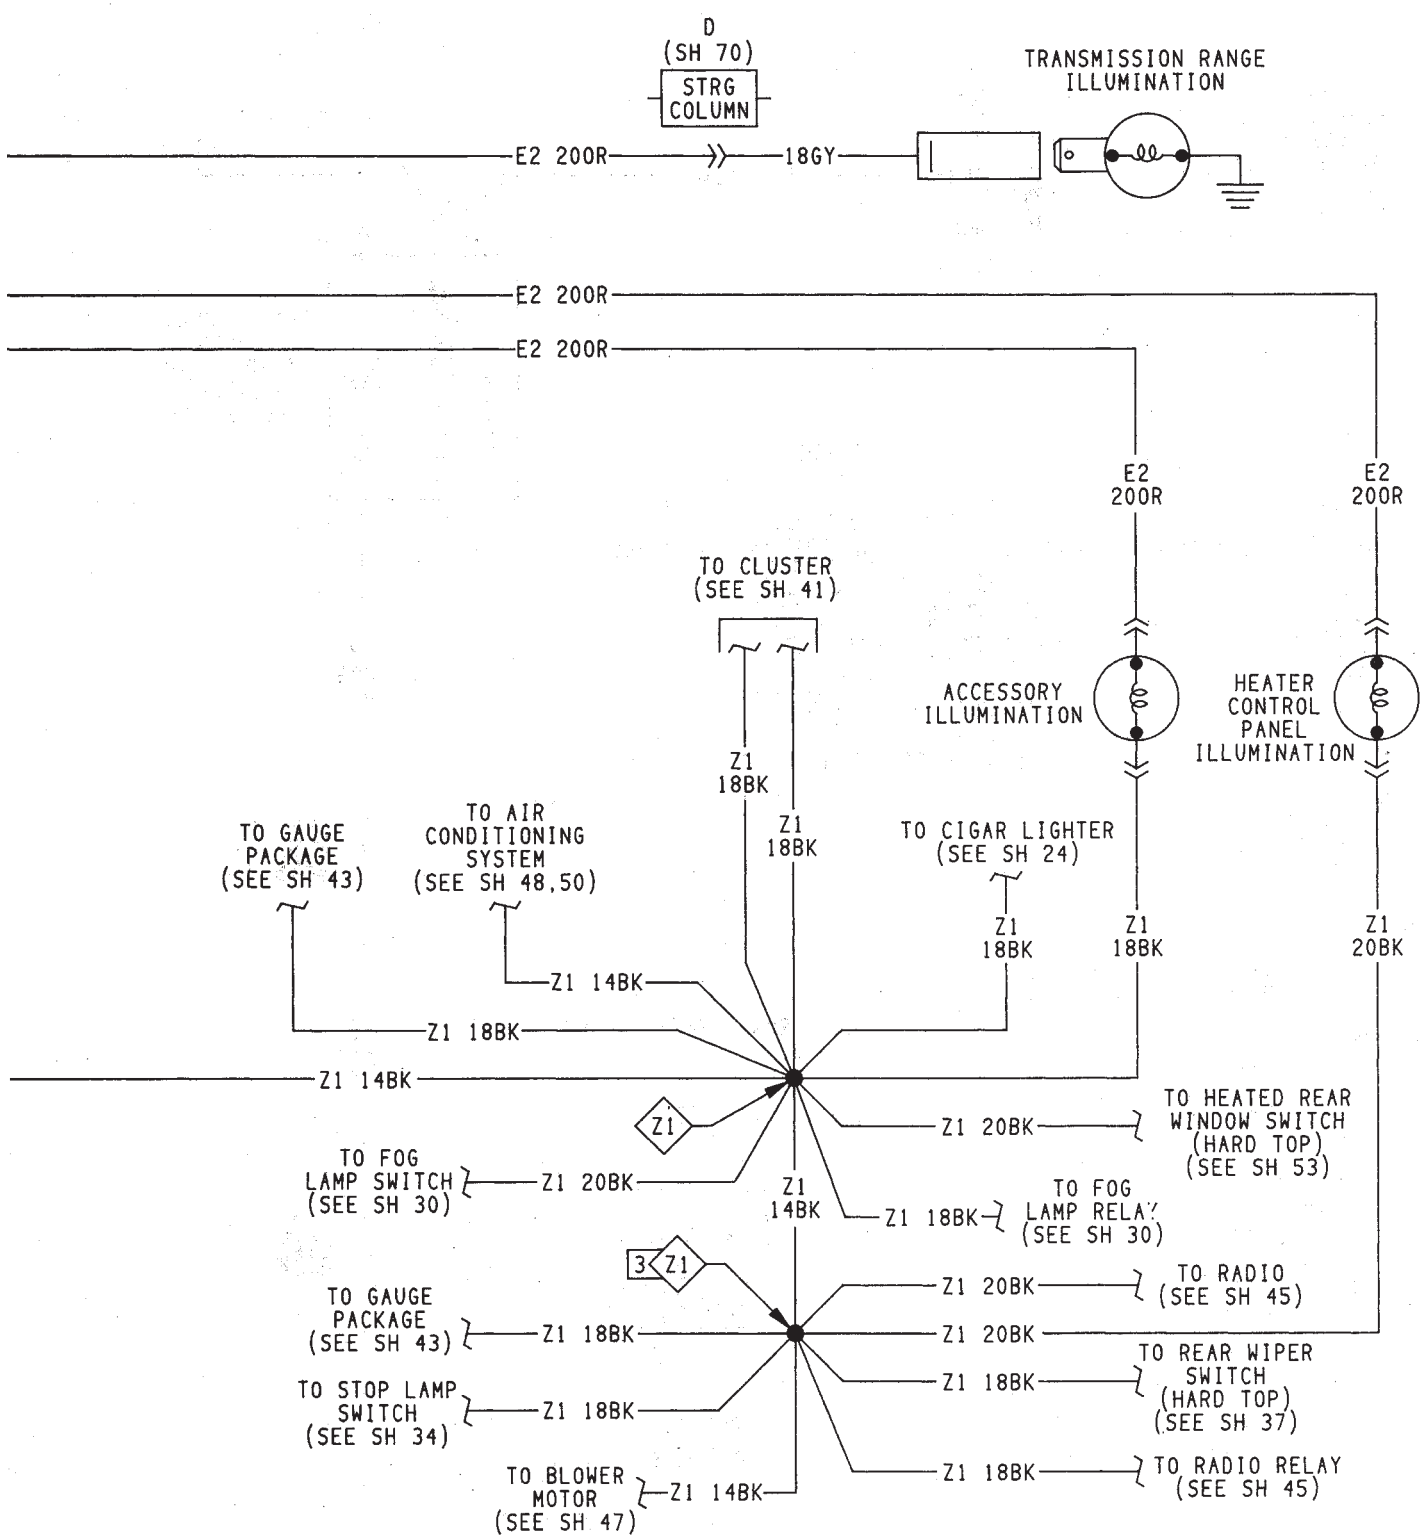 D
(SH 70)
STRG
COLUMN
TRANSMISSION RANGE
ILLUMINATION
E2 20OR
18GY
E2 20OR
E2 20OR
E2
20OR
E2
20OR
TO CLUSTER
(SEE SH 41)
ACCESSORY
ILLUMINATION
HEATER
CONTROL
PANEL
ILLUMINATION
Z1
18BK
Z1
18BK
TO GAUGE
PACKAGE
(SEE SH 43)
TO AIR
CONDITIONING
SYSTEM
(SEE SH 48,50)
TO CIGAR LIGHTER
(SEE SH 24)
Z1
18BK
Z1
18BK
Z1
20BK
Z1 14BK
Z1 18BK
Z1 14BK
Z1
TO HEATED REAR
WINDOW SWITCH
(HARD TOP)
(SEE SH 53)
Z1 20BK
TO FOG
LAMP SWITCH
(SEE SH 30)
Z1 20BK
Z1
14BK
Z1 18BK
TO FOG
LAMP RELAY
(SEE SH 30)
3 Z1
Z1 20BK
TO RADIO
(SEE SH 45)
TO GAUGE
PACKAGE
(SEE SH 43)
Z1 18BK
Z1 20BK
Z1 18BK
TO REAR WIPER
SWITCH
(HARD TOP)
(SEE SH 37)
TO STOP LAMP
SWITCH
(SEE SH 34)
Z1 18BK
Z1 18BK
TO RADIO RELAY
(SEE SH 45)
TO BLOWER
MOTOR
(SEE SH 47)
Z1 14BK